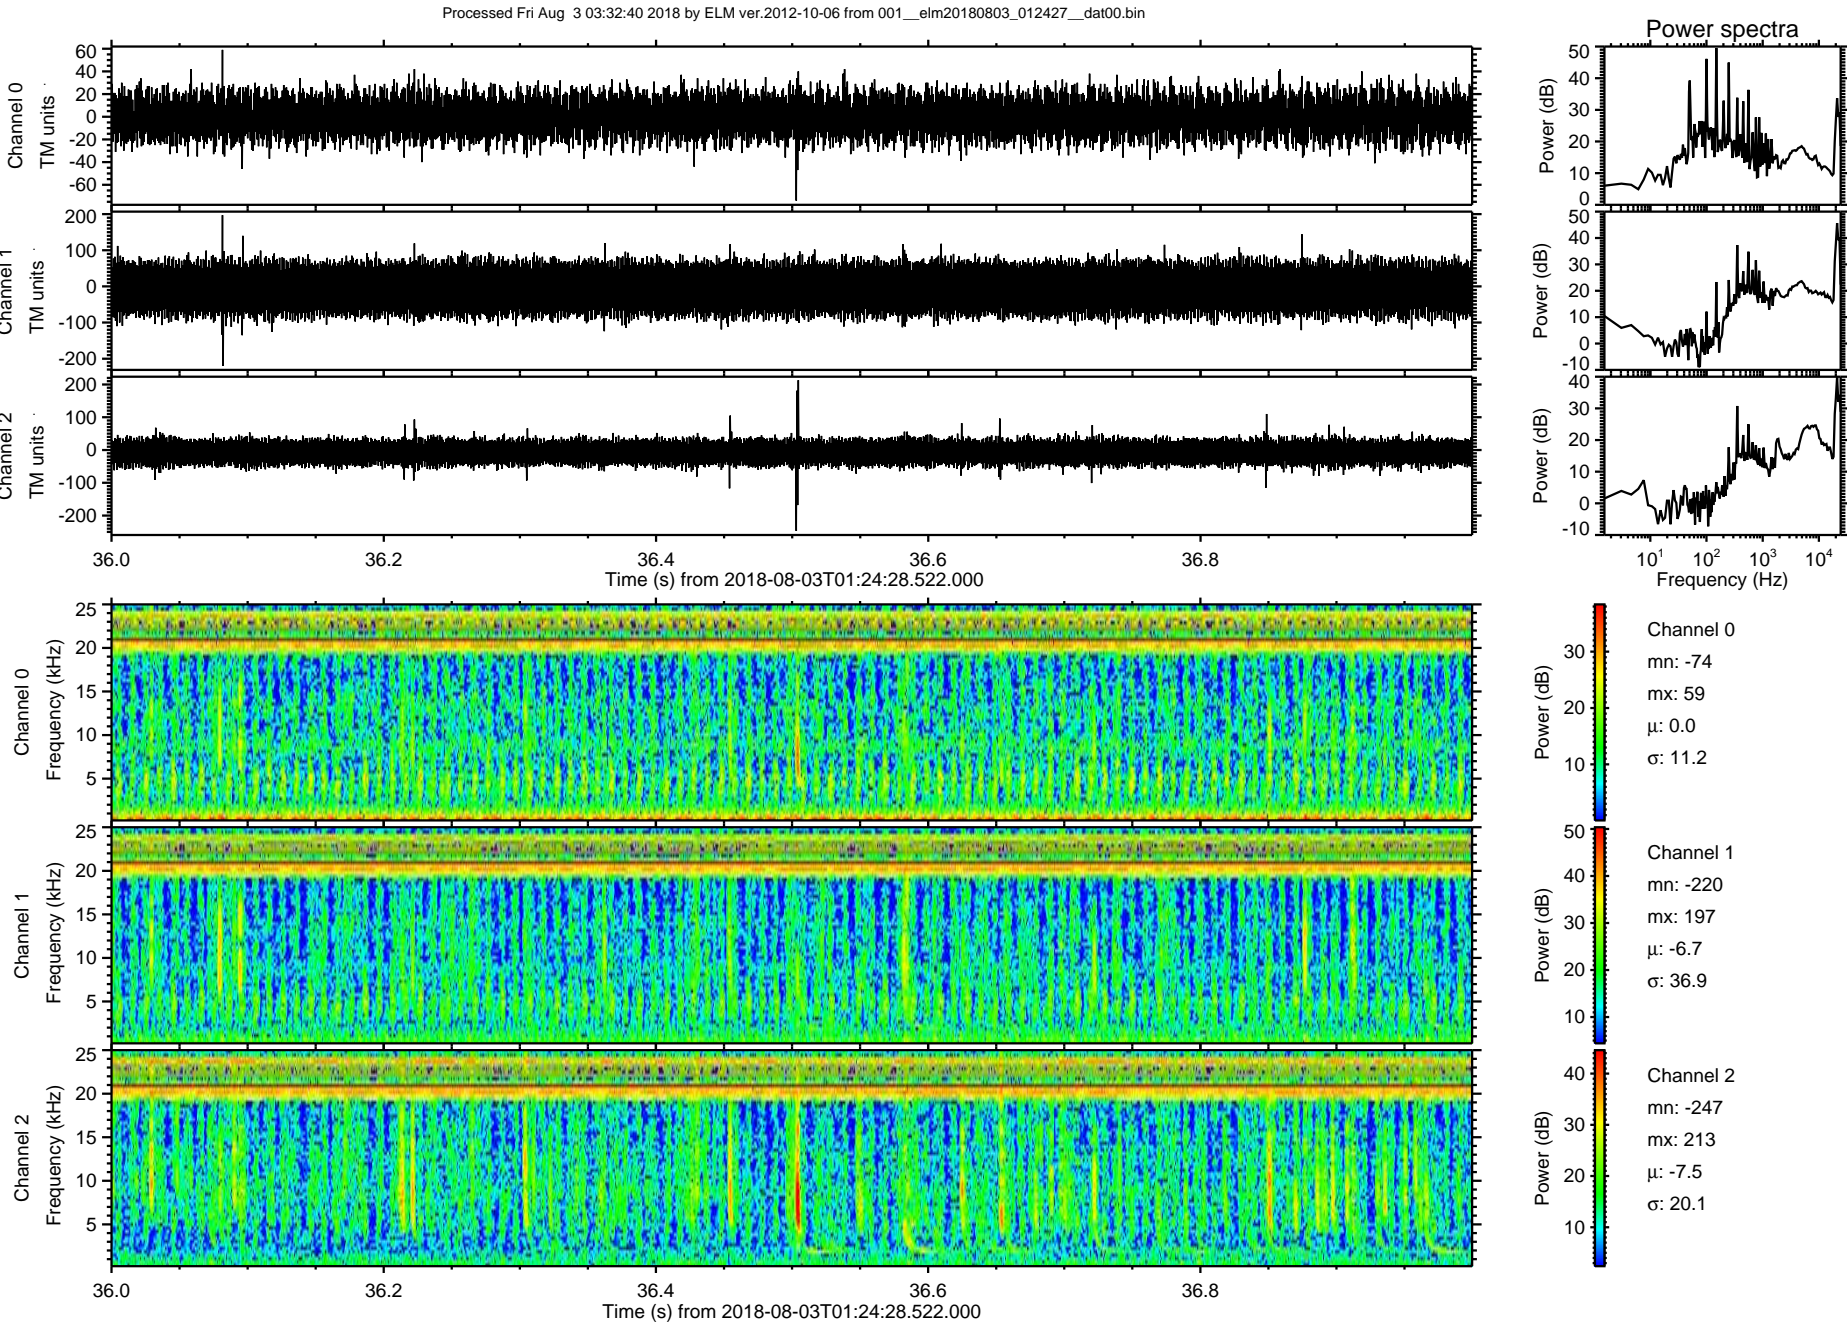 Processed Fri Aug 3 03:32:40 2018 by ELM ver.2012-10-06 from 001__elm20180803_012427__dat00.bin
Power spectra
Channel 0
TM units
60
40
20
0
-20
-40
-60
Power (dB)
50
40
30
20
10
0
Channel 1
TM units
200
100
0
-100
-200
Power (dB)
50
40
30
20
10
0
-10
Channel 2
TM units
200
100
0
-100
-200
Power (dB)
40
30
20
10
0
-10
36.0 36.2 36.4 36.6 36.8
Time (s) from 2018-08-03T01:24:28.522.000
10^1 10^2 10^3 10^4
Frequency (Hz)
Channel 0
Frequency (kHz)
25
20
15
10
5
Power (dB)
30
20
10
Channel 0
mn: -74
mx: 59
μ: 0.0
σ: 11.2
Channel 1
Frequency (kHz)
25
20
15
10
5
Power (dB)
50
40
30
20
10
Channel 1
mn: -220
mx: 197
μ: -6.7
σ: 36.9
Channel 2
Frequency (kHz)
25
20
15
10
5
Power (dB)
40
30
20
10
Channel 2
mn: -247
mx: 213
μ: -7.5
σ: 20.1
36.0 36.2 36.4 36.6 36.8
Time (s) from 2018-08-03T01:24:28.522.000